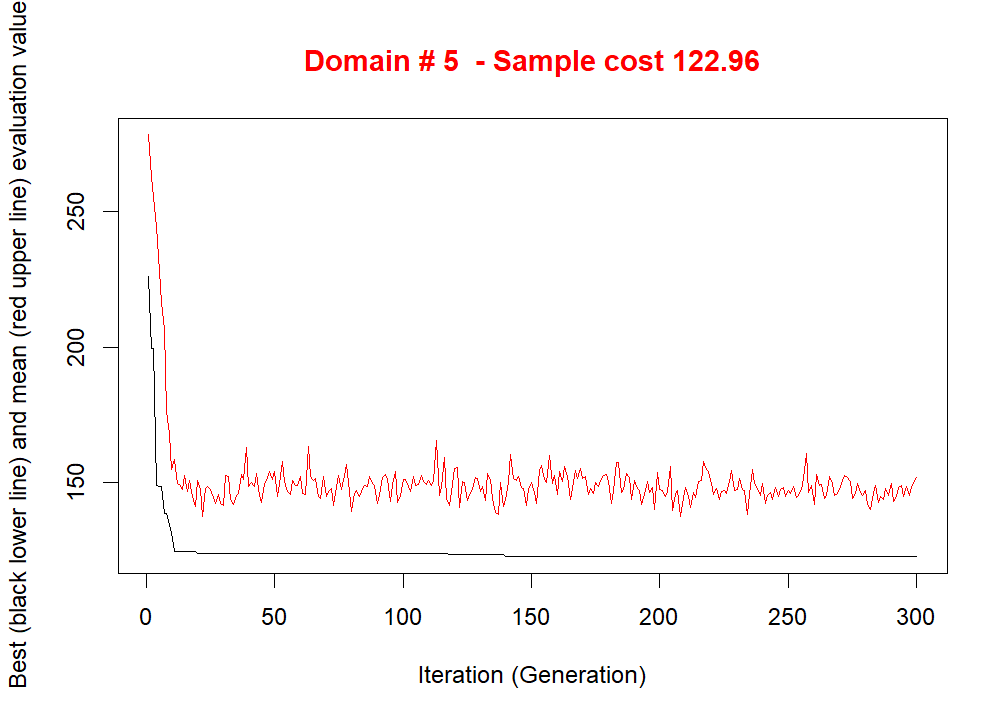 Domain # 5  - Sample cost 122.96
Best (black lower line) and mean (red upper line) evaluation value
250
200
150
0 50 100 150 200 250 300
Iteration (Generation)